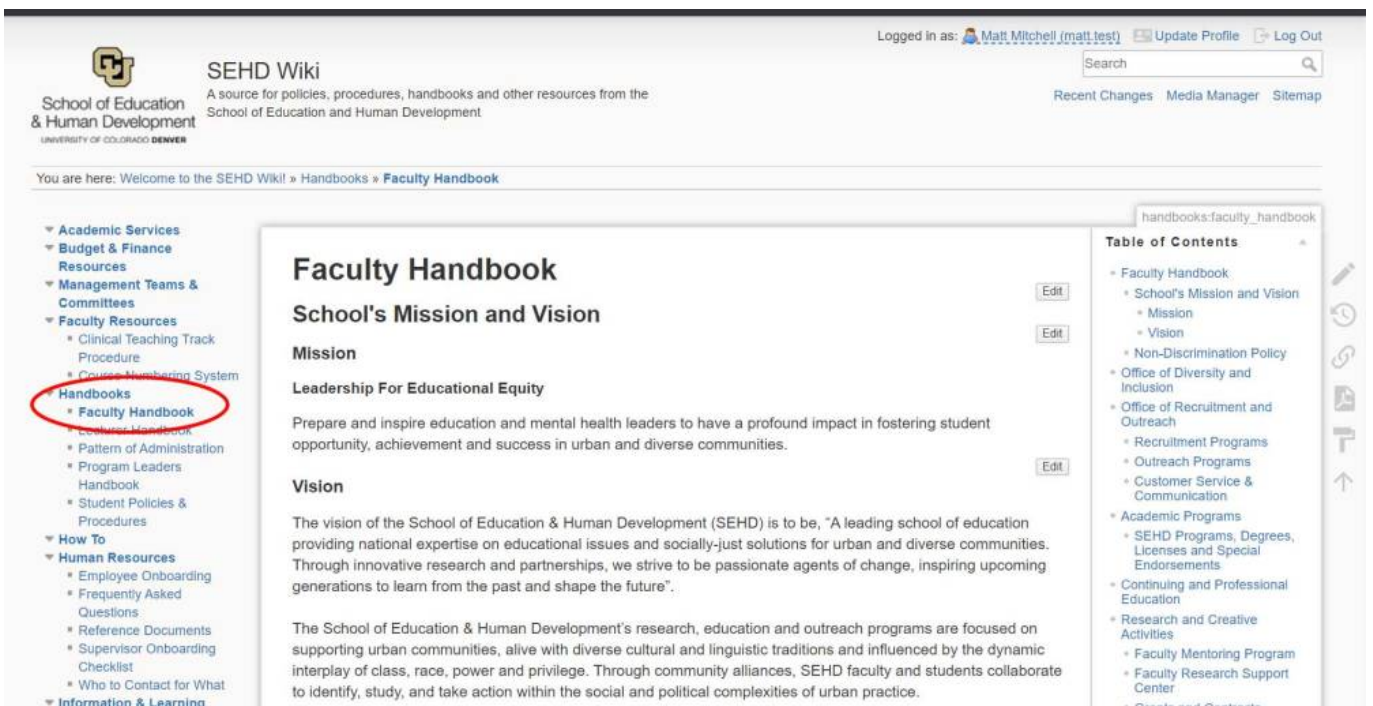 Logged in as: Matt Mitchell (matt.test) Update Profile Log Out
Search
Recent Changes Media Manager Sitemap
School of Education
& Human Development
UNIVERSITY OF COLORADO DENVER
SEHD Wiki
A source for policies, procedures, handbooks and other resources from the
School of Education and Human Development
You are here: Welcome to the SEHD Wiki! » Handbooks » Faculty Handbook
Academic Services
Budget & Finance
Resources
Management Teams &
Committees
Faculty Resources
Clinical Teaching Track
Procedure
Course Numbering System
Handbooks
Faculty Handbook
Lecturer Handbook
Pattern of Administration
Program Leaders
Handbook
Student Policies &
Procedures
How To
Human Resources
Employee Onboarding
Frequently Asked
Questions
Reference Documents
Supervisor Onboarding
Checklist
Who to Contact for What
Information & Learning
Faculty Handbook
Edit
School's Mission and Vision
Edit
Mission
Leadership For Educational Equity
Prepare and inspire education and mental health leaders to have a profound impact in fostering student
opportunity, achievement and success in urban and diverse communities.
Edit
Vision
The vision of the School of Education & Human Development (SEHD) is to be, “A leading school of education
providing national expertise on educational issues and socially-just solutions for urban and diverse communities.
Through innovative research and partnerships, we strive to be passionate agents of change, inspiring upcoming
generations to learn from the past and shape the future”.
The School of Education & Human Development's research, education and outreach programs are focused on
supporting urban communities, alive with diverse cultural and linguistic traditions and influenced by the dynamic
interplay of class, race, power and privilege. Through community alliances, SEHD faculty and students collaborate
to identify, study, and take action within the social and political complexities of urban practice.
handbooks:faculty_handbook
Table of Contents
Faculty Handbook
School's Mission and Vision
Mission
Vision
Non-Discrimination Policy
Office of Diversity and
Inclusion
Office of Recruitment and
Outreach
Recruitment Programs
Outreach Programs
Customer Service &
Communication
Academic Programs
SEHD Programs, Degrees,
Licenses and Special
Endorsements
Continuing and Professional
Education
Research and Creative
Activities
Faculty Mentoring Program
Faculty Research Support
Center
Grants and Contracts